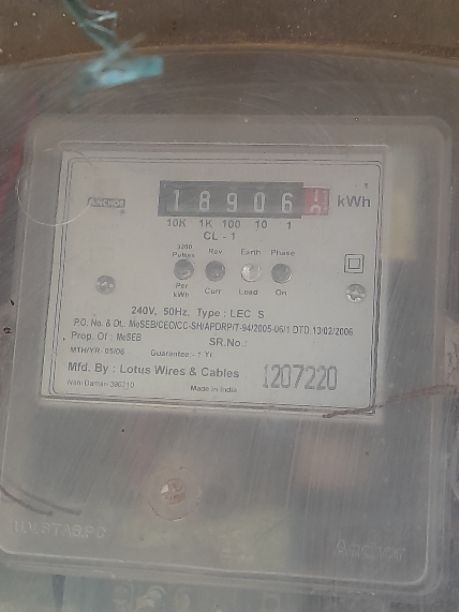 ANCHOR
18906 kWh
10K 1K 100 10 1
CL - 1
3200 Pulses Rev Earth Phase
Per kWh Curr Load On
240V, 50Hz, Type : LEC S
P.O. No. & Dt.: MeSEB/CEO/CC-SH/APDRP/T-94/2005-06/1 DTD.13/02/2006
Prop. Of : MeSEB SR.No.:
MTH/YR- 05/06 Guarantee:- 1 Yr.
Mfd. By : Lotus Wires & Cables 1207220
Nani Daman-396210 Made in India
Anchor